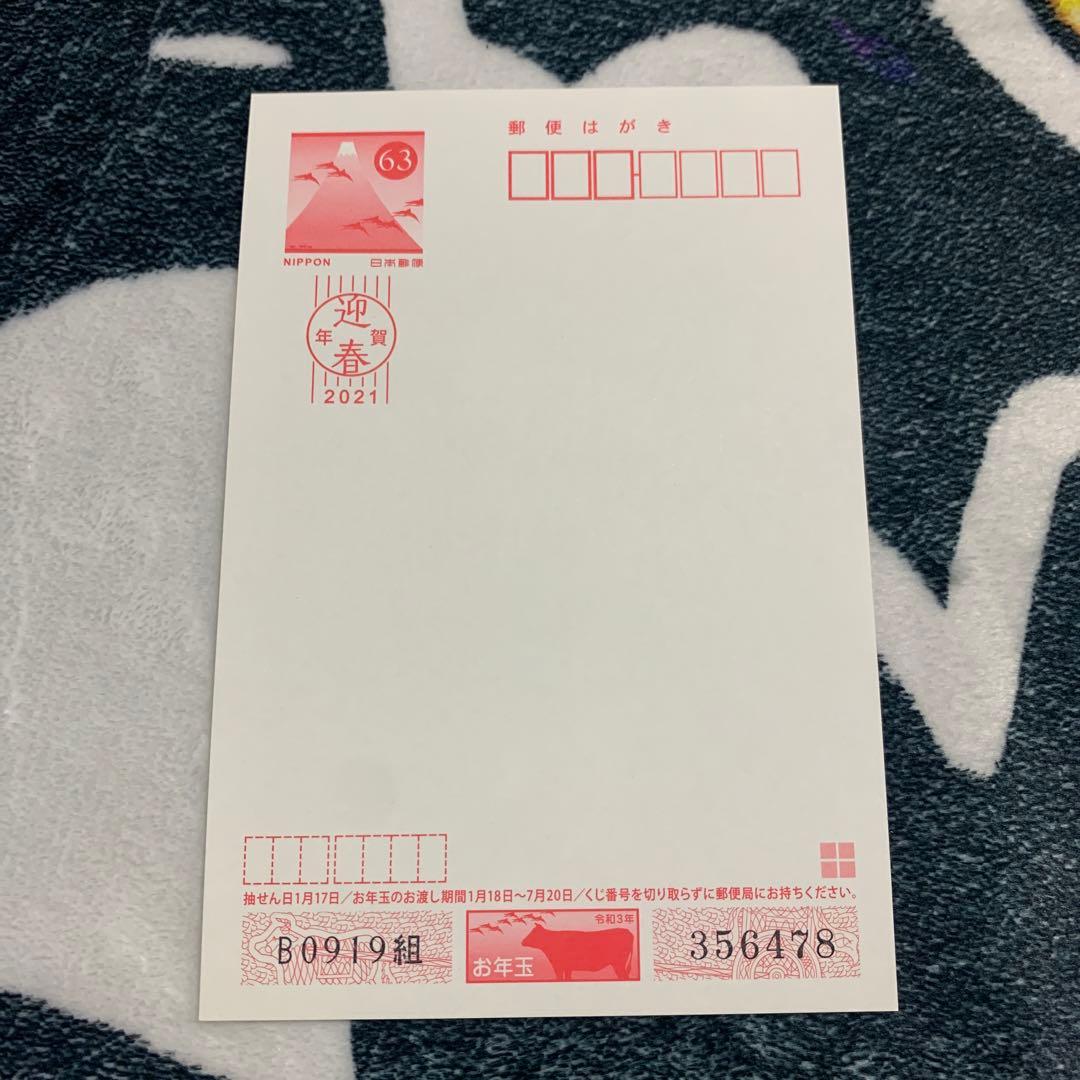 郵便はがき
63
NIPPON 日本郵便
迎
年 賀
春
2021
抽せん日1月17日/お年玉のお渡し期間1月18日~7月20日/くじ番号を切り取らずに郵便局にお持ちください。
令和3年
B0919組 お年玉 356478